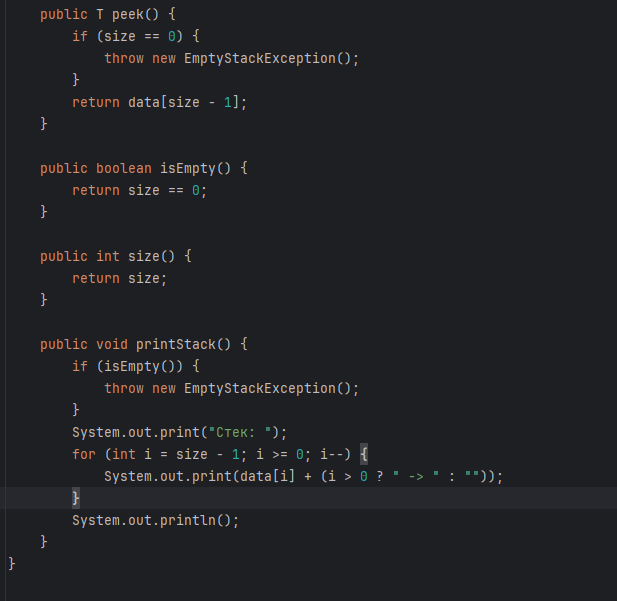 public T peek() {
if (size == 0) {
throw new EmptyStackException();
}
return data[size - 1];
}
public boolean isEmpty() {
return size == 0;
}
public int size() {
return size;
}
public void printStack() {
if (isEmpty()) {
throw new EmptyStackException();
}
System.out.print("Стек: ");
for (int i = size - 1; i >= 0; i--) {
System.out.print(data[i] + (i > 0 ? " -> " : ""));
}
System.out.println();
}
}